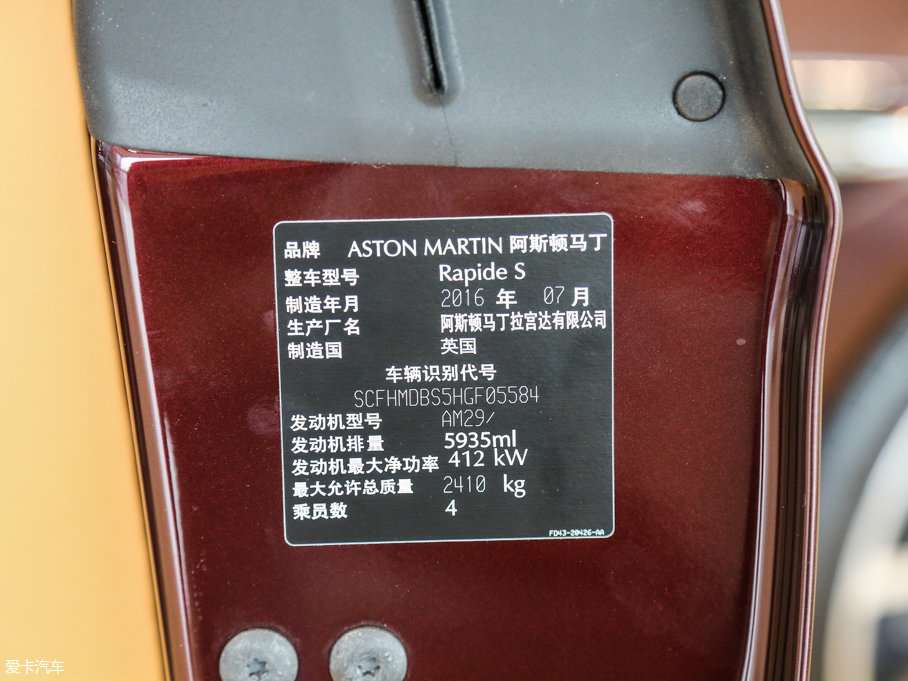 品牌 ASTON MARTIN 阿斯顿马丁
整车型号 Rapide S
制造年月 2016 年 07 月
生产厂名 阿斯顿马丁拉宫达有限公司
制造国 英国
车辆识别代号
SCFHMDBS5HGF05584
发动机型号 AM29/
发动机排量 5935ml
发动机最大净功率 412 kW
最大允许总质量 2410 kg
乘员数 4
FD43-20426-AA
爱卡汽车